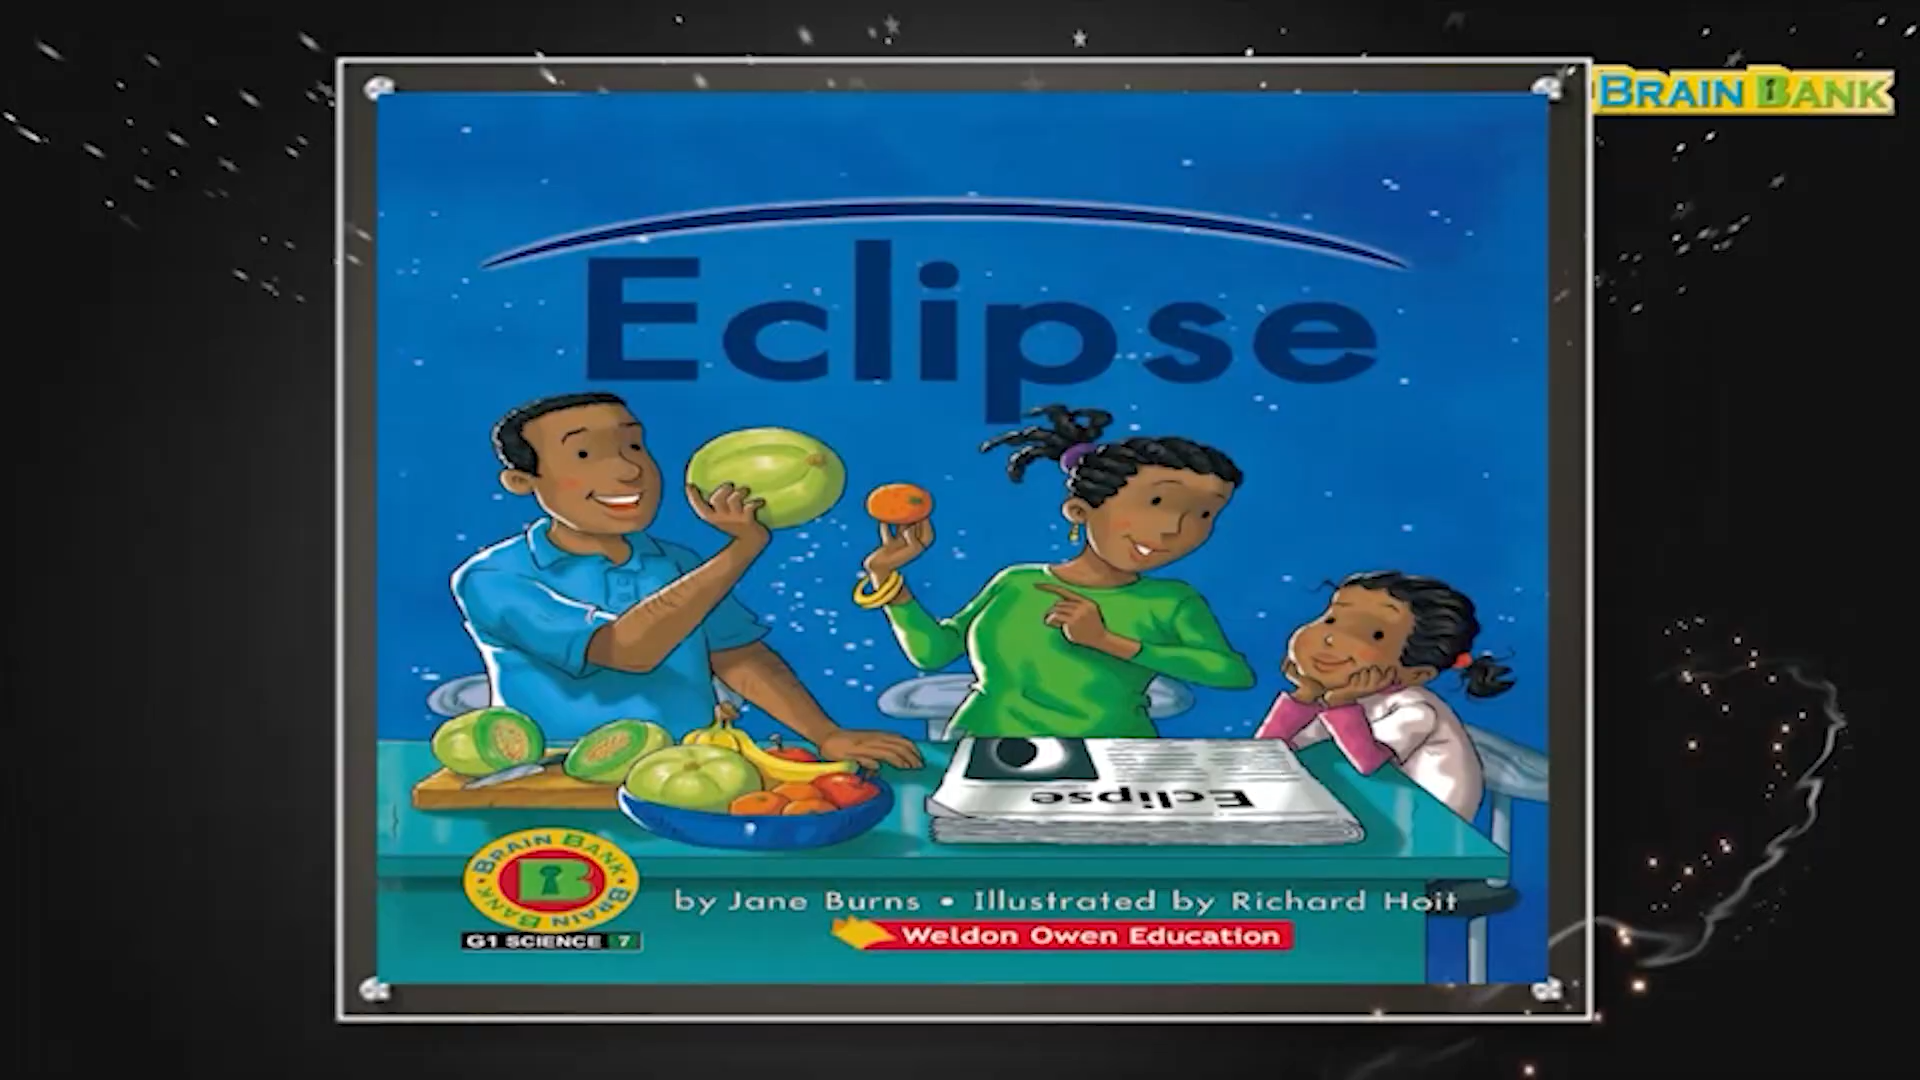 BRAIN BANK
Eclipse
Eclipse
BRAIN BANK • BRAIN BANK •
B
G1 SCIENCE 7
by Jane Burns • Illustrated by Richard Hoit
Weldon Owen Education